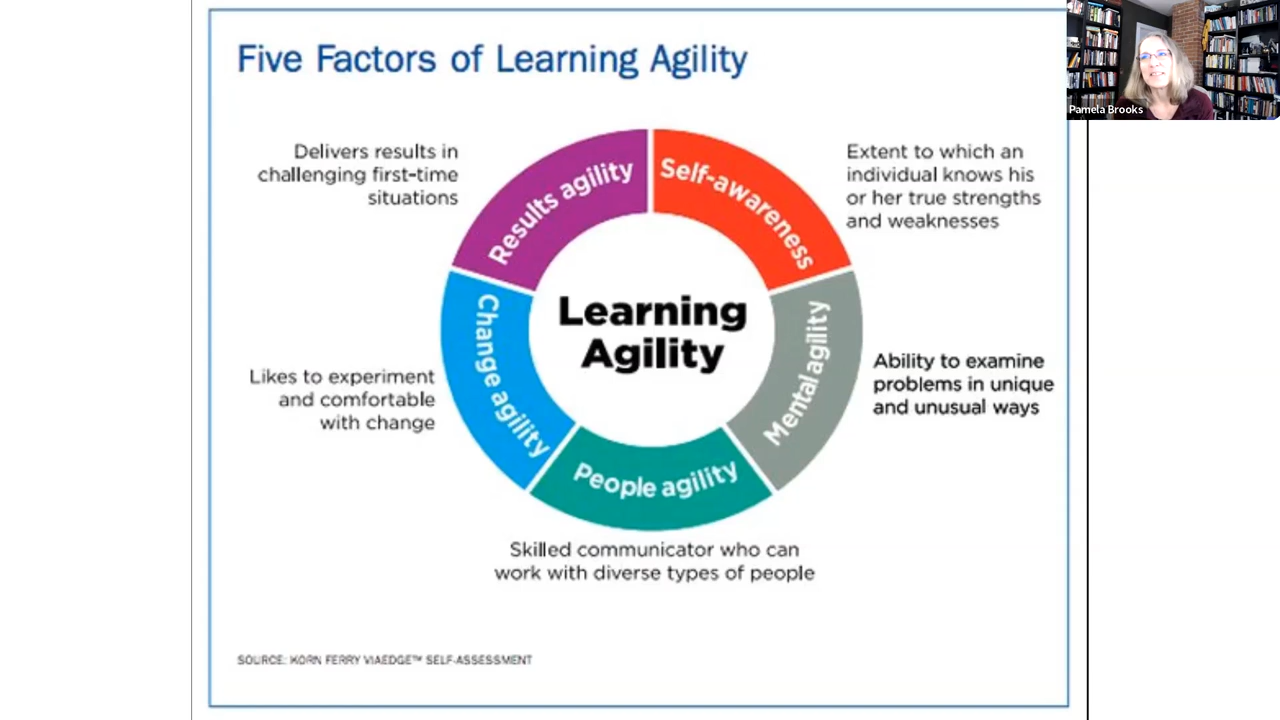 Five Factors of Learning Agility
Pamela Brooks
Delivers results in
challenging first-time
situations
Results agility
Self-awareness
Extent to which an
individual knows his
or her true strengths
and weaknesses
Learning
Agility
Change agility
Mental agility
Likes to experiment
and comfortable
with change
Ability to examine
problems in unique
and unusual ways
People agility
Skilled communicator who can
work with diverse types of people
SOURCE: KORN FERRY VIAEDGE™ SELF-ASSESSMENT